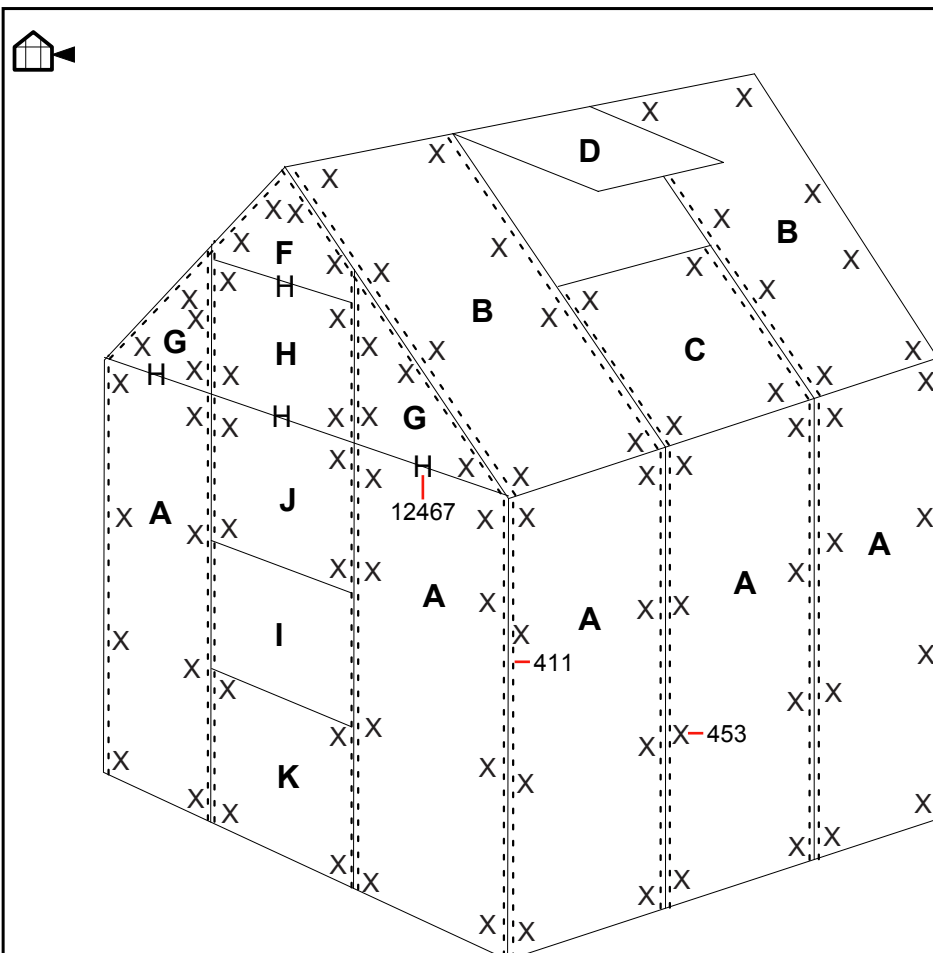 X
X
X D
X
X
X X
X
B
X F X
X X X X
X H X
X X
B
X X X
X G H X X C X
X H X X X X X
X
X H X X G X
X X X
X
X H X X
X X X
J
12467
X A X X X
X X X A
X X X X
A A
X X X X
A
X I X
411
X X
X X X
X X X
X 453
X X X
X K X
X X
X X
X X X
X X
X X
X X